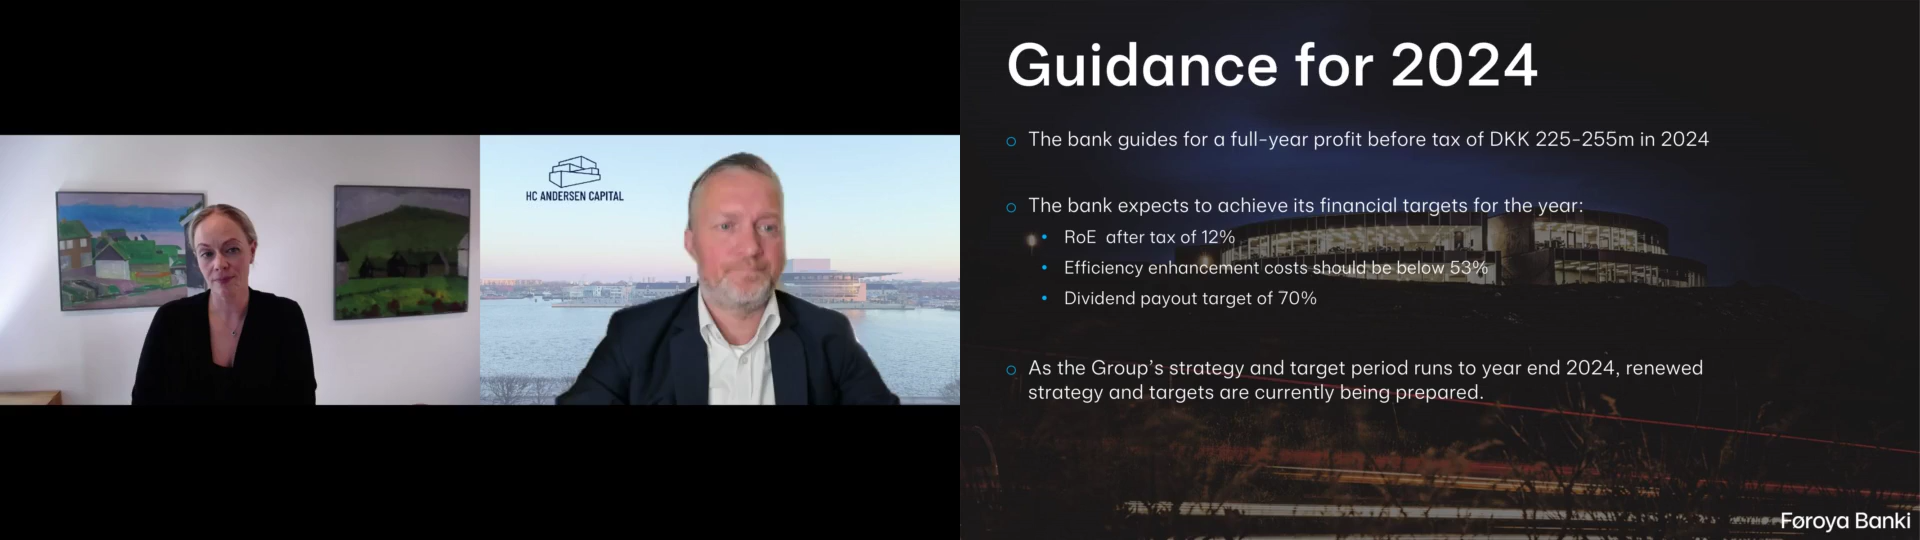 HC ANDERSEN CAPITAL
Guidance for 2024
The bank guides for a full-year profit before tax of DKK 225-255m in 2024
The bank expects to achieve its financial targets for the year:
RoE after tax of 12%
Efficiency enhancement costs should be below 53%
Dividend payout target of 70%
As the Group's strategy and target period runs to year end 2024, renewed
strategy and targets are currently being prepared.
Føroya Banki